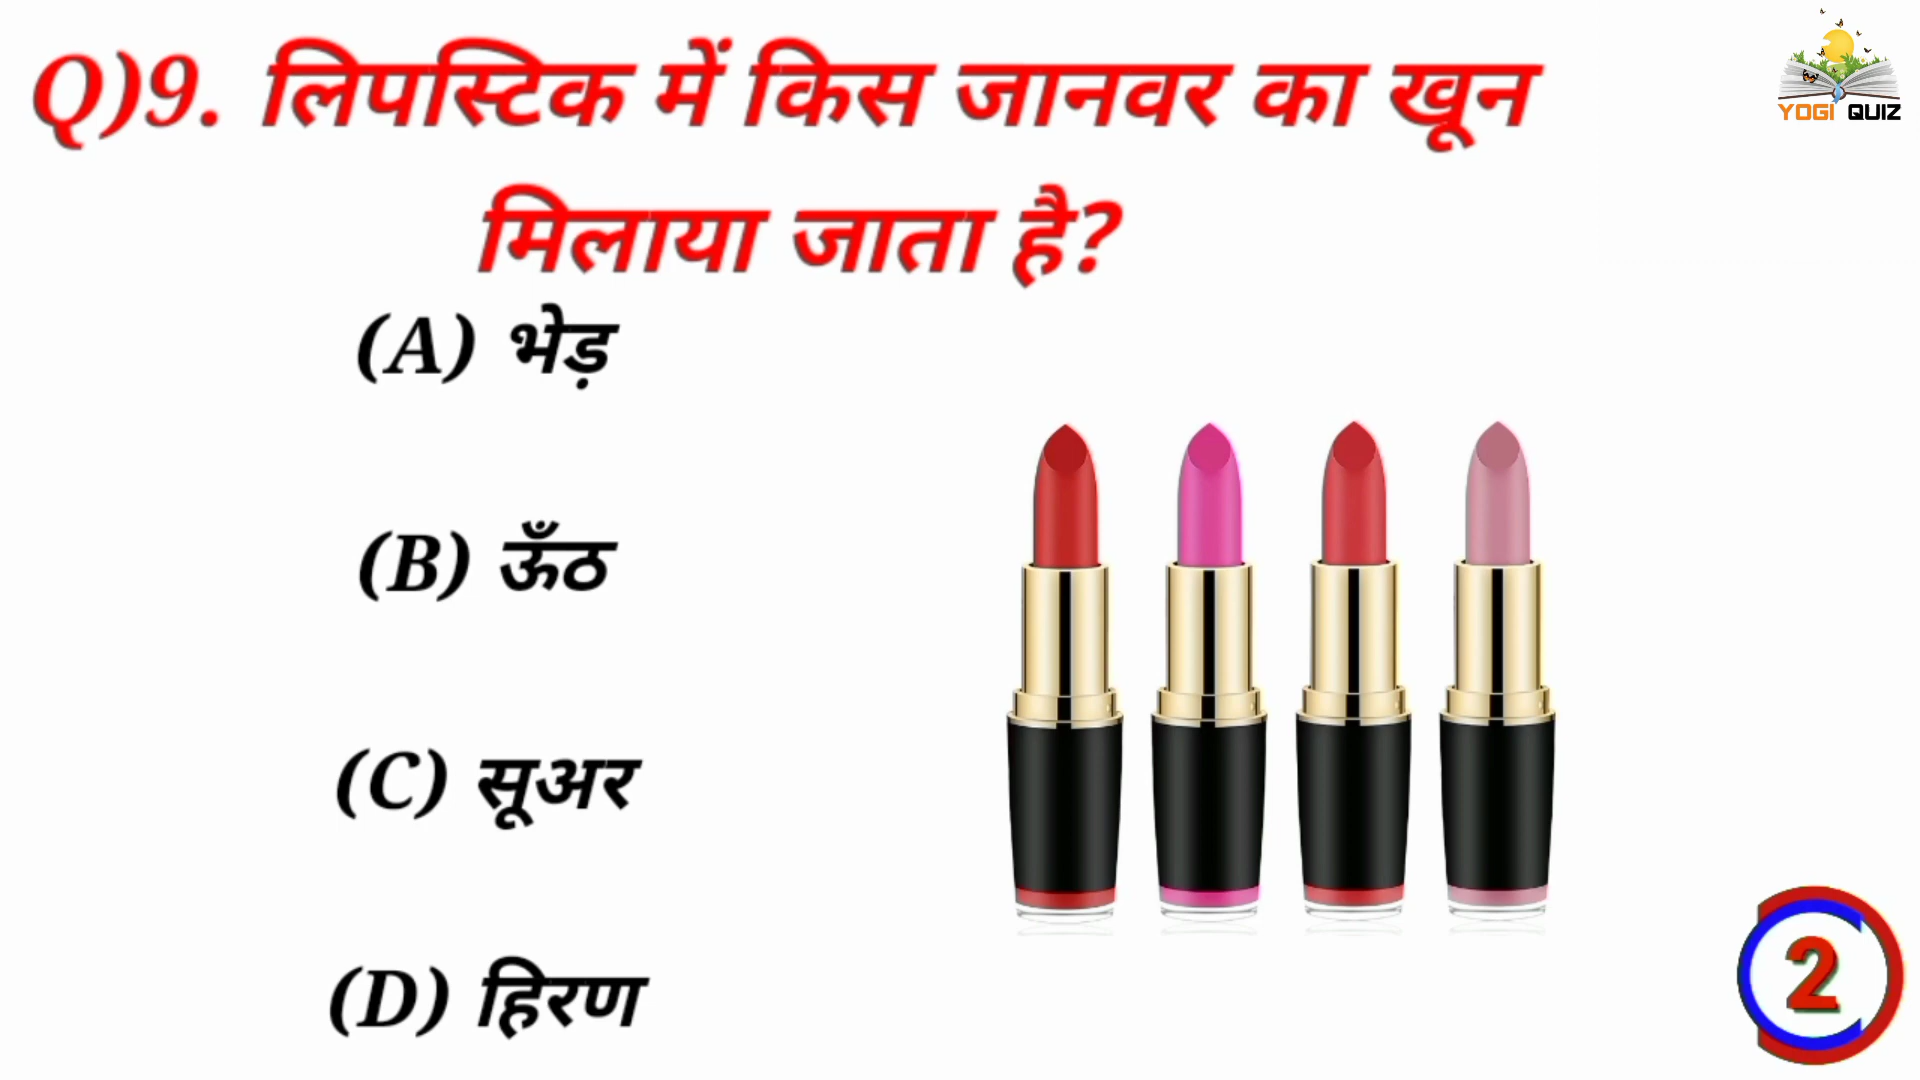 Q)9. लिपस्टिक में किस जानवर का खून
मिलाया जाता है?
YOGI QUIZ
(A) भेड़
(B) ऊँठ
(C) सूअर
(D) हिरण
2